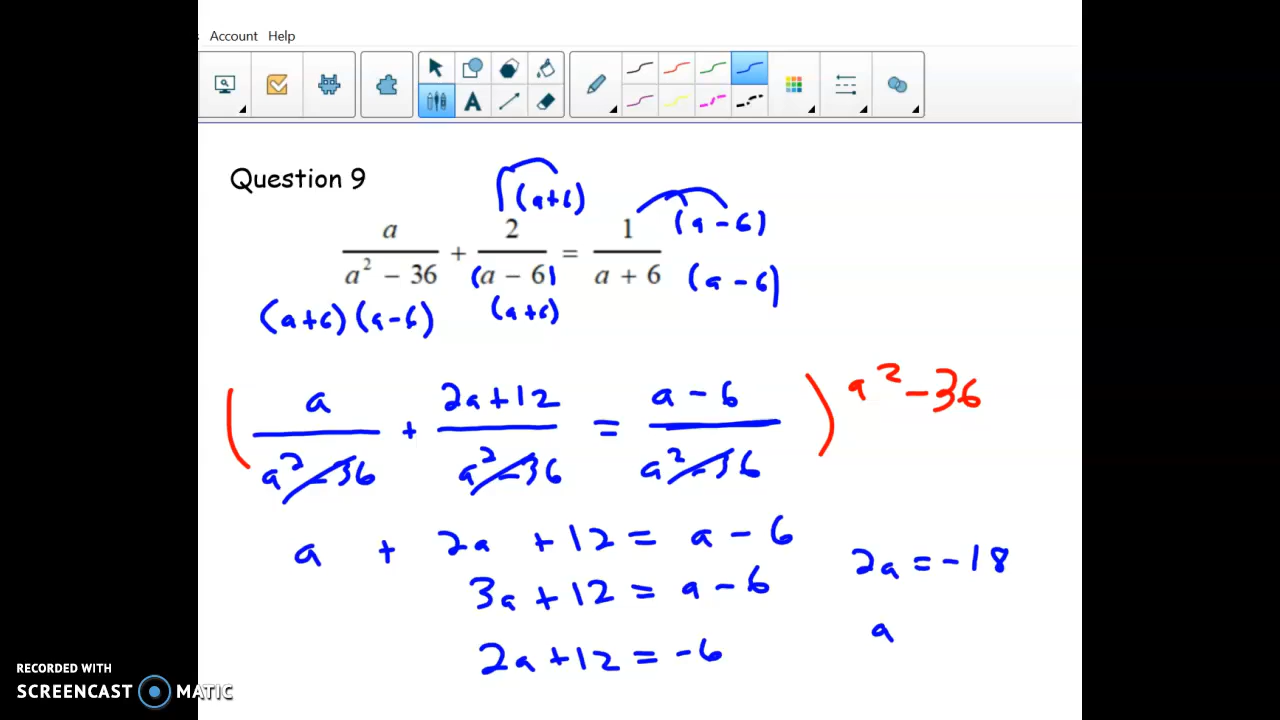 Account Help
Question 9
(a+6)
(a-6)
a/(a² − 36) + 2/(a − 6) = 1/(a + 6)
(a-6)
(a+6)(a-6) (a+6)
(a/(a²-36) + (2a+12)/(a²-36) = (a-6)/(a²-36)) a²-36
a + 2a +12 = a-6
2a = -18
3a +12 = a-6
a
2a+12 = -6
RECORDED WITH
SCREENCAST MATIC